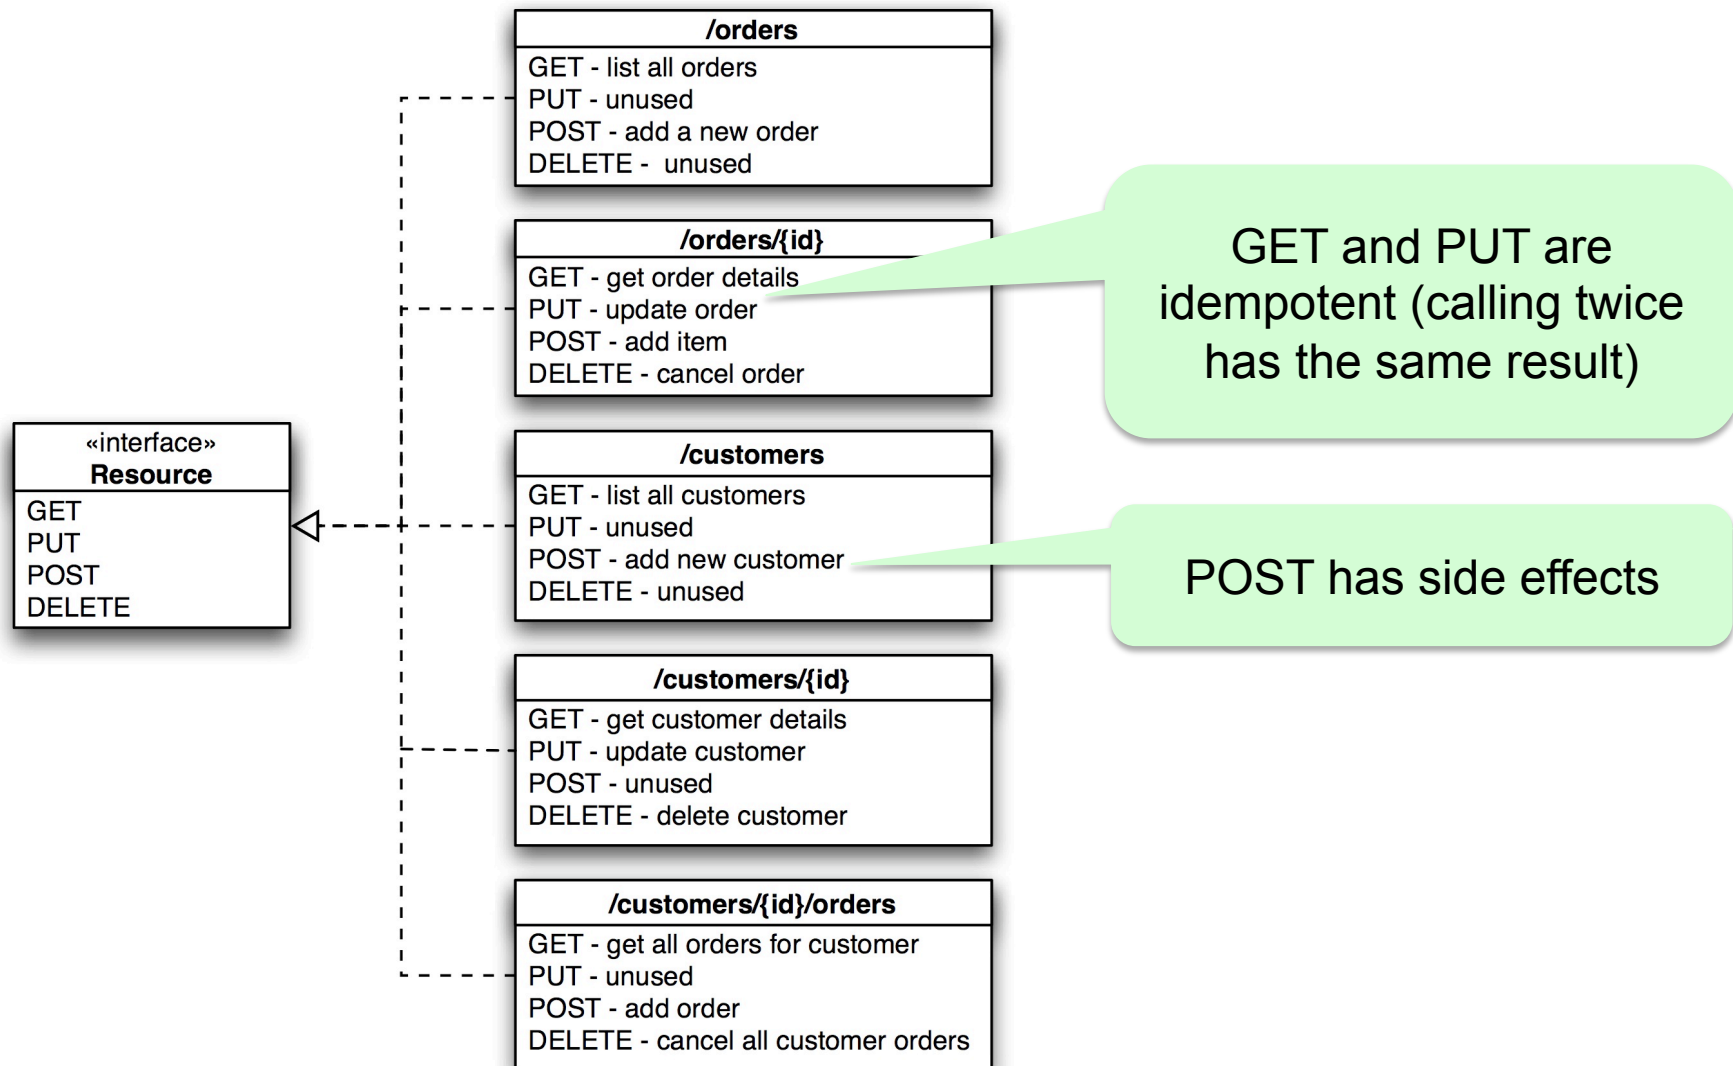 /orders
GET - list all orders
PUT - unused
POST - add a new order
DELETE -  unused
/orders/{id}
GET - get order details
PUT - update order
POST - add item
DELETE - cancel order
GET and PUT are
idempotent (calling twice
has the same result)
«interface»
Resource
GET
PUT
POST
DELETE
/customers
GET - list all customers
PUT - unused
POST - add new customer
DELETE - unused
POST has side effects
/customers/{id}
GET - get customer details
PUT - update customer
POST - unused
DELETE - delete customer
/customers/{id}/orders
GET - get all orders for customer
PUT - unused
POST - add order
DELETE - cancel all customer orders